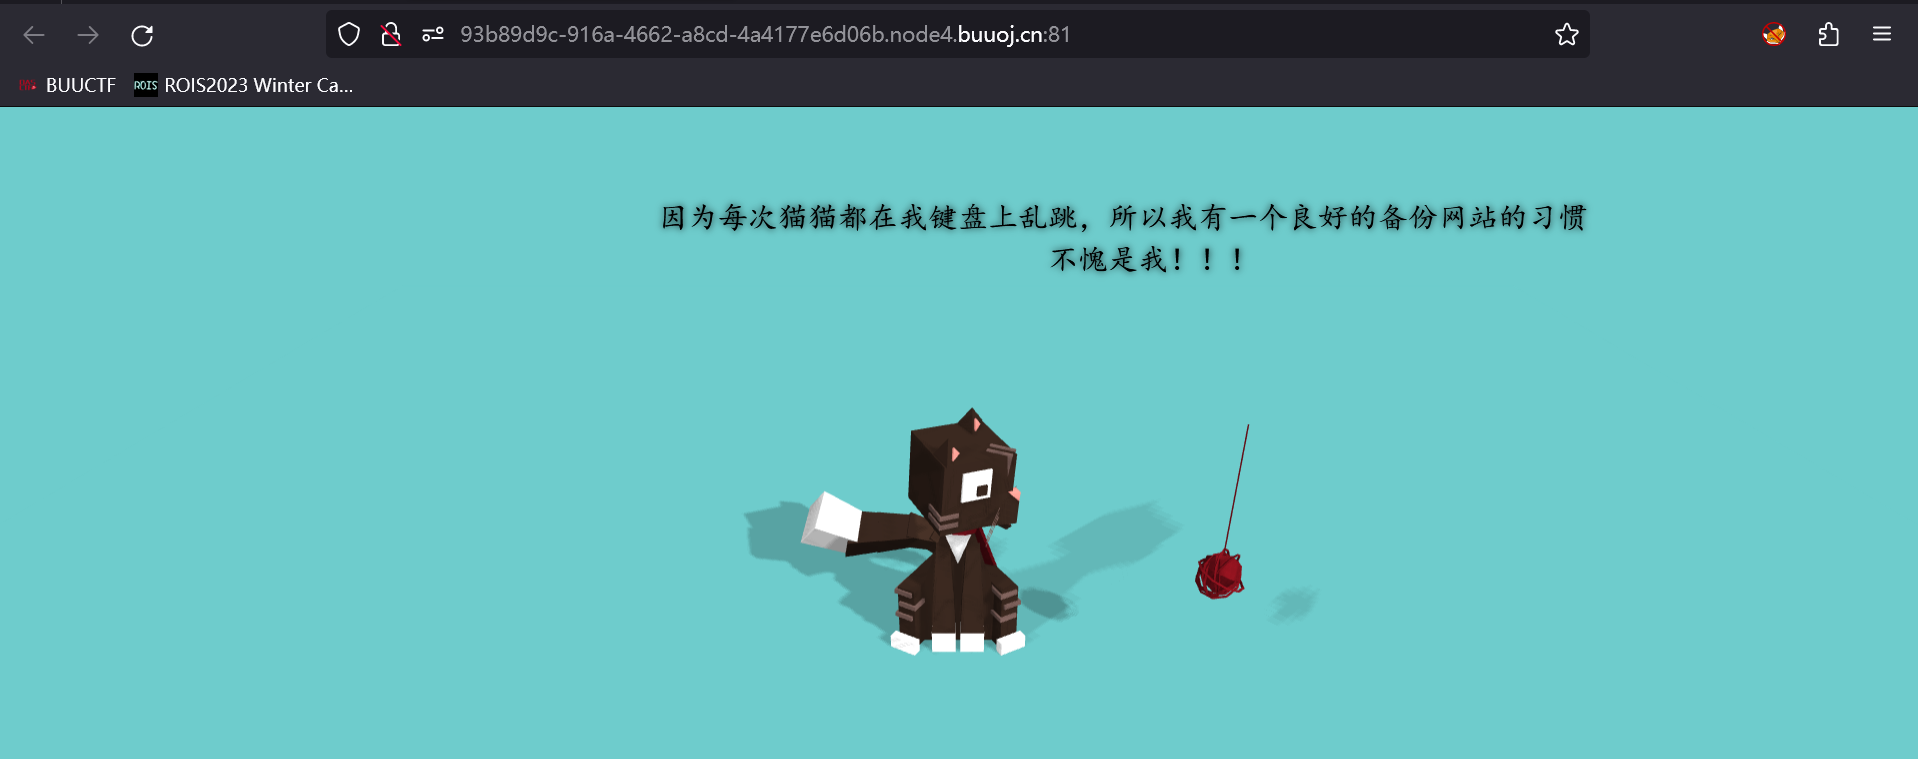 93b89d9c-916a-4662-a8cd-4a4177e6d06b.node4.buuoj.cn:81
BUUCTF ROIS ROIS2023 Winter Ca...
因为每次猫猫都在我键盘上乱跳，所以我有一个良好的备份网站的习惯
不愧是我！！！